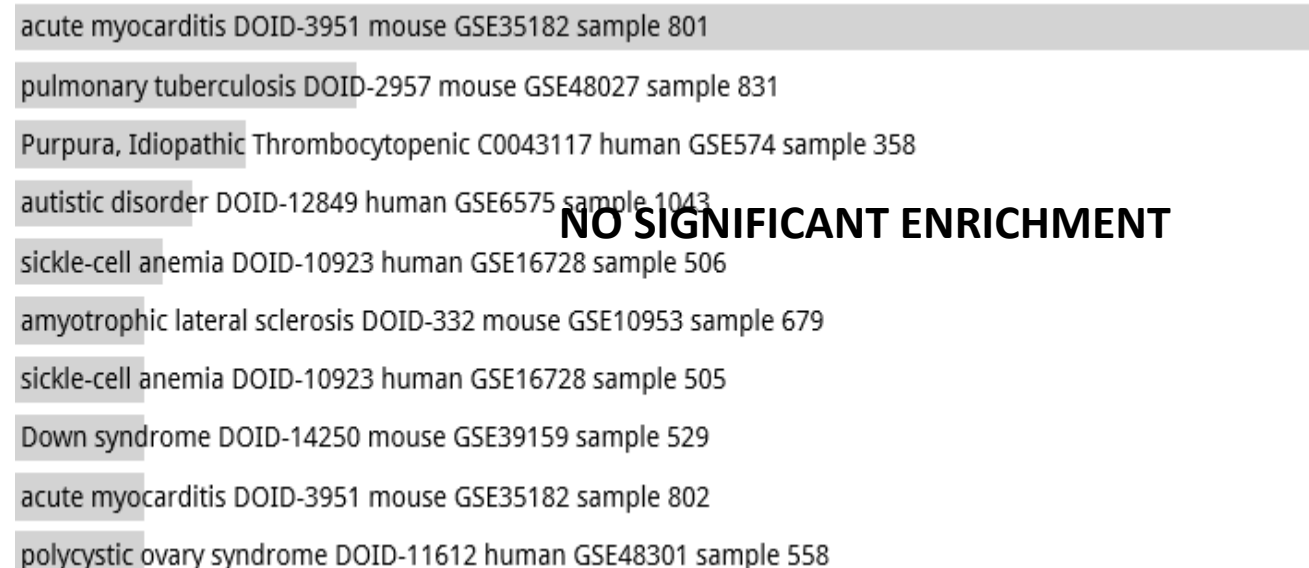 acute myocarditis DOID-3951 mouse GSE35182 sample 801
pulmonary tuberculosis DOID-2957 mouse GSE48027 sample 831
Purpura, Idiopathic Thrombocytopenic C0043117 human GSE574 sample 358
autistic disorder DOID-12849 human GSE6575 sample 1043
NO SIGNIFICANT ENRICHMENT
sickle-cell anemia DOID-10923 human GSE16728 sample 506
amyotrophic lateral sclerosis DOID-332 mouse GSE10953 sample 679
sickle-cell anemia DOID-10923 human GSE16728 sample 505
Down syndrome DOID-14250 mouse GSE39159 sample 529
acute myocarditis DOID-3951 mouse GSE35182 sample 802
polycystic ovary syndrome DOID-11612 human GSE48301 sample 558